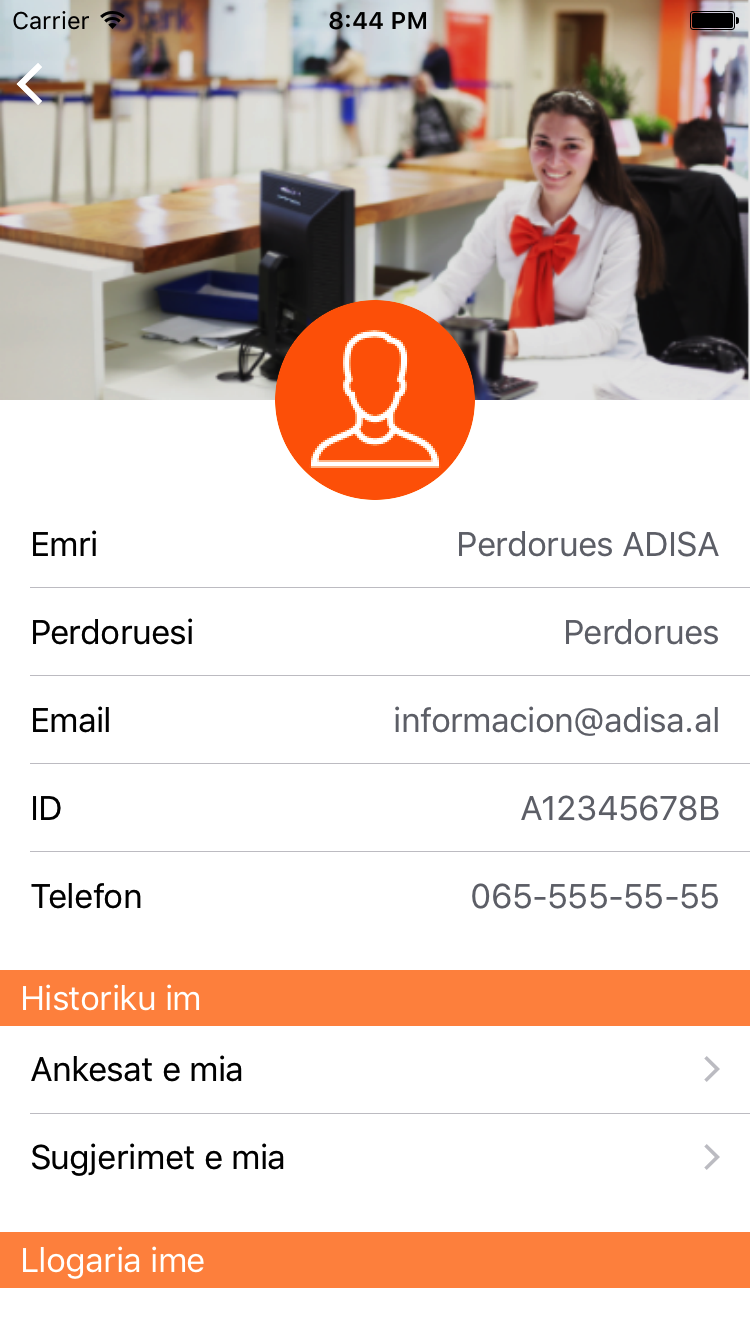 Carrier 8:44 PM
Emri Perdorues ADISA
Perdoruesi Perdorues
Email informacion@adisa.al
ID A12345678B
Telefon 065-555-55-55
Historiku im
Ankesat e mia
Sugjerimet e mia
Llogaria ime